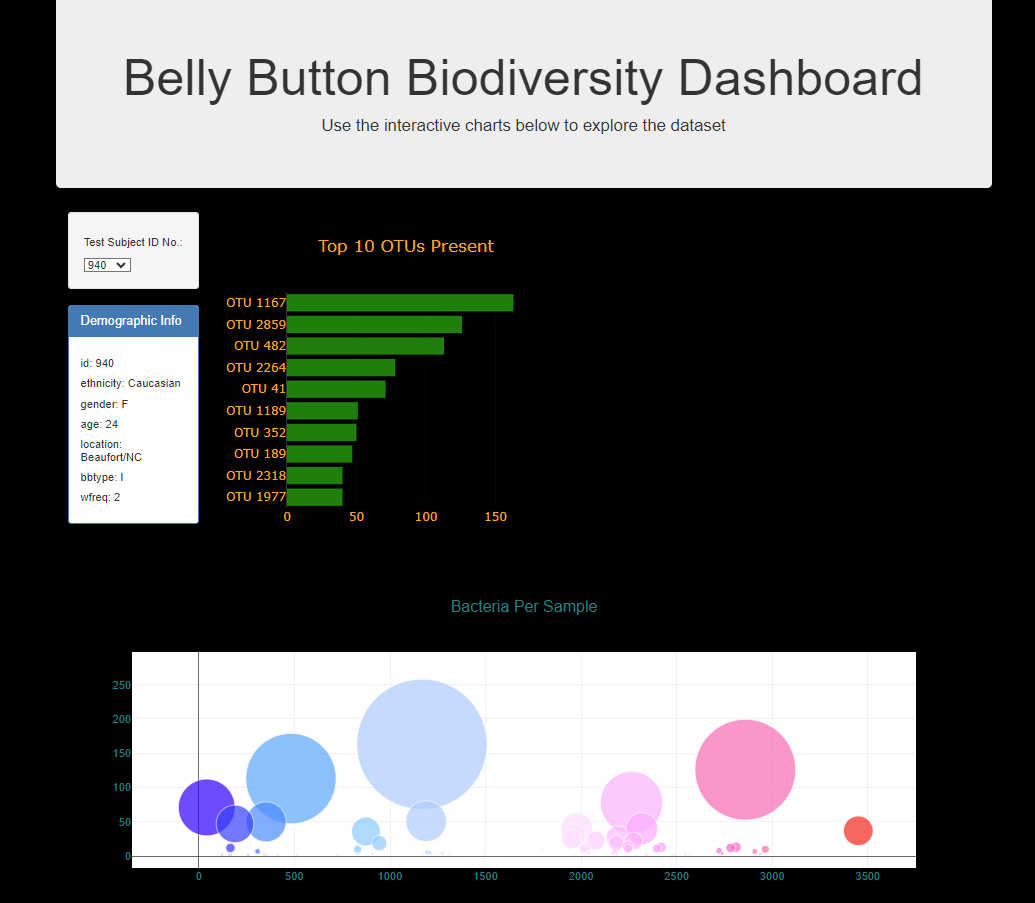 Belly Button Biodiversity Dashboard
Use the interactive charts below to explore the dataset
Test Subject ID No.:
940
Demographic Info
id: 940
ethnicity: Caucasian
gender: F
age: 24
location:
Beaufort/NC
bbtype: I
wfreq: 2
Top 10 OTUs Present
OTU 1167
OTU 2859
OTU 482
OTU 2264
OTU 41
OTU 1189
OTU 352
OTU 189
OTU 2318
OTU 1977
0 50 100 150
Bacteria Per Sample
250
200
150
100
50
0
0 500 1000 1500 2000 2500 3000 3500